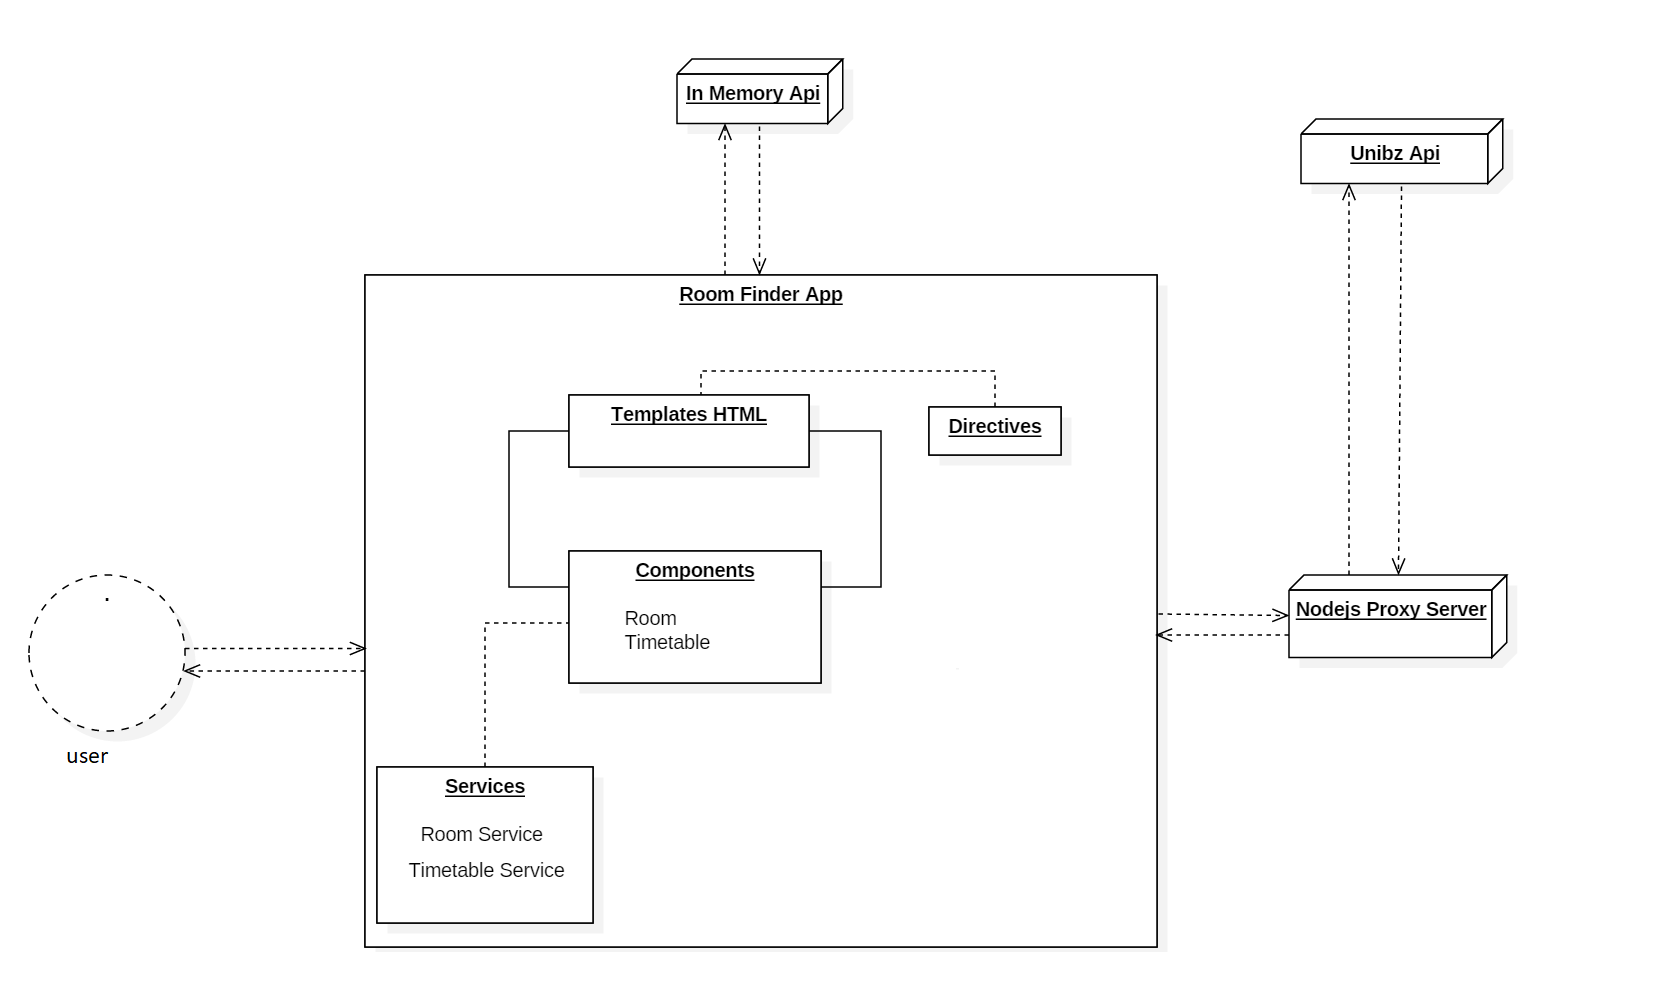 In Memory Api
Unibz Api
Room Finder App
Templates HTML
Directives
Components
Room
Timetable
Nodejs Proxy Server
user
Services
Room Service
Timetable Service